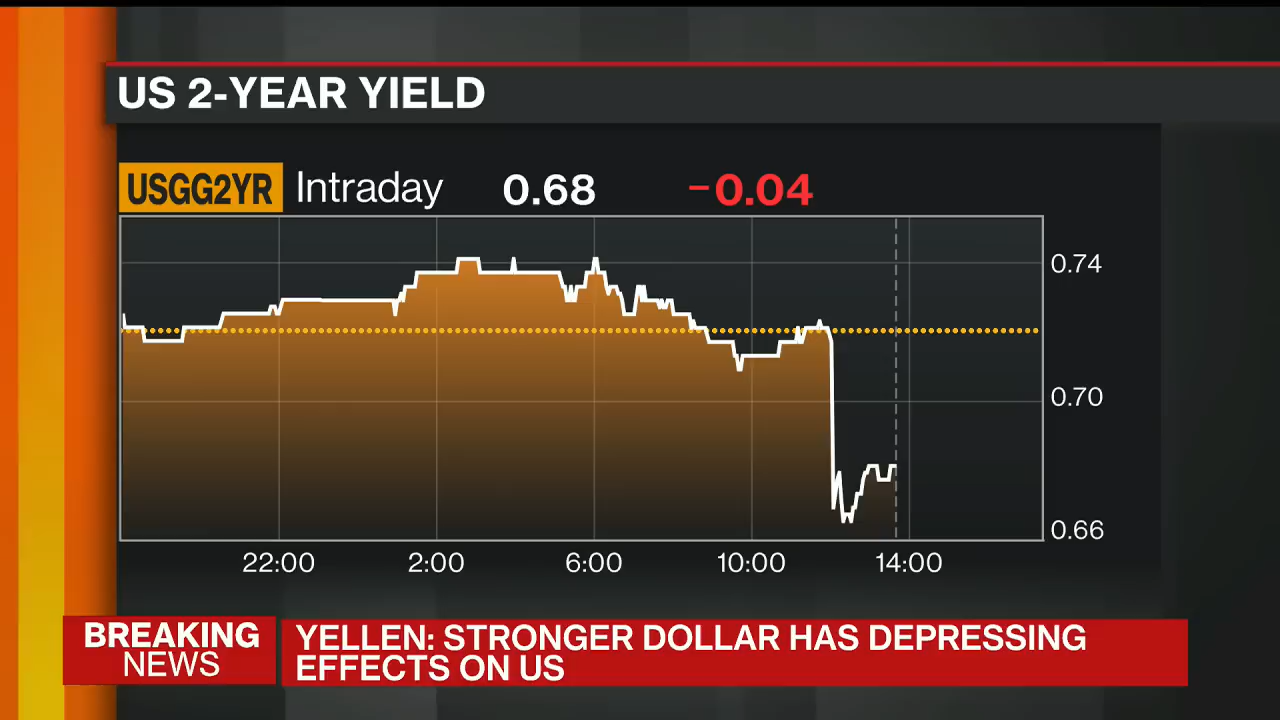 US 2-YEAR YIELD
USGG2YR Intraday 0.68 -0.04
0.74
0.70
0.66
22:00 2:00 6:00 10:00 14:00
BREAKING
NEWS
YELLEN: STRONGER DOLLAR HAS DEPRESSING
EFFECTS ON US